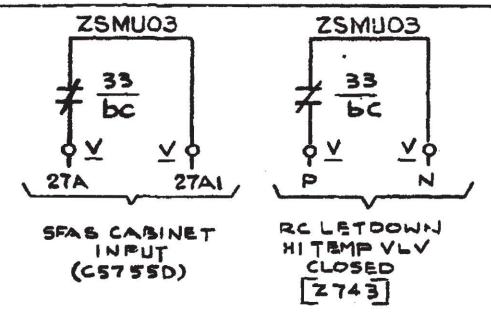 ZSMU03
ZSMU03
33
bc
33
bc
V
V
V
V
27A
27A1
P
N
SFAS CABINET
INPUT
(C5755D)
RC LETDOWN
HI TEMP VLV
CLOSED
[Z743]